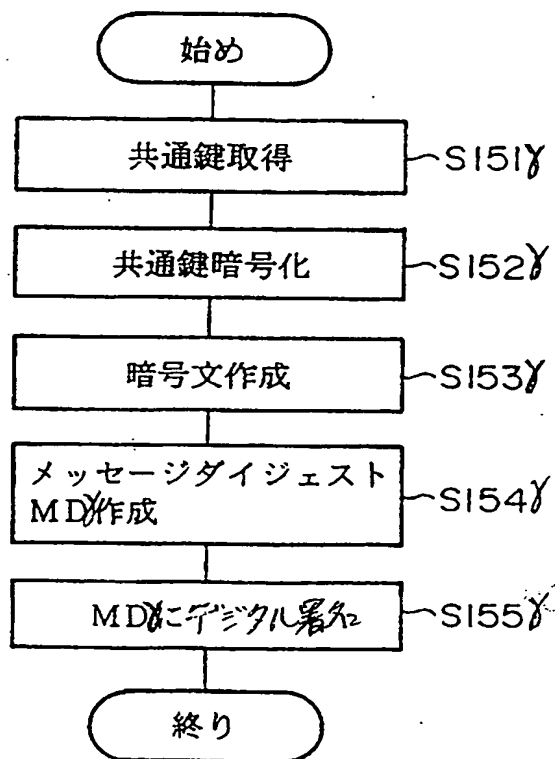 始め
共通鍵取得
S151γ
共通鍵暗号化
S152γ
暗号文作成
S153γ
メッセージダイジェスト
MDγ作成
S154γ
MDγにデジタル署名
S155γ
終り